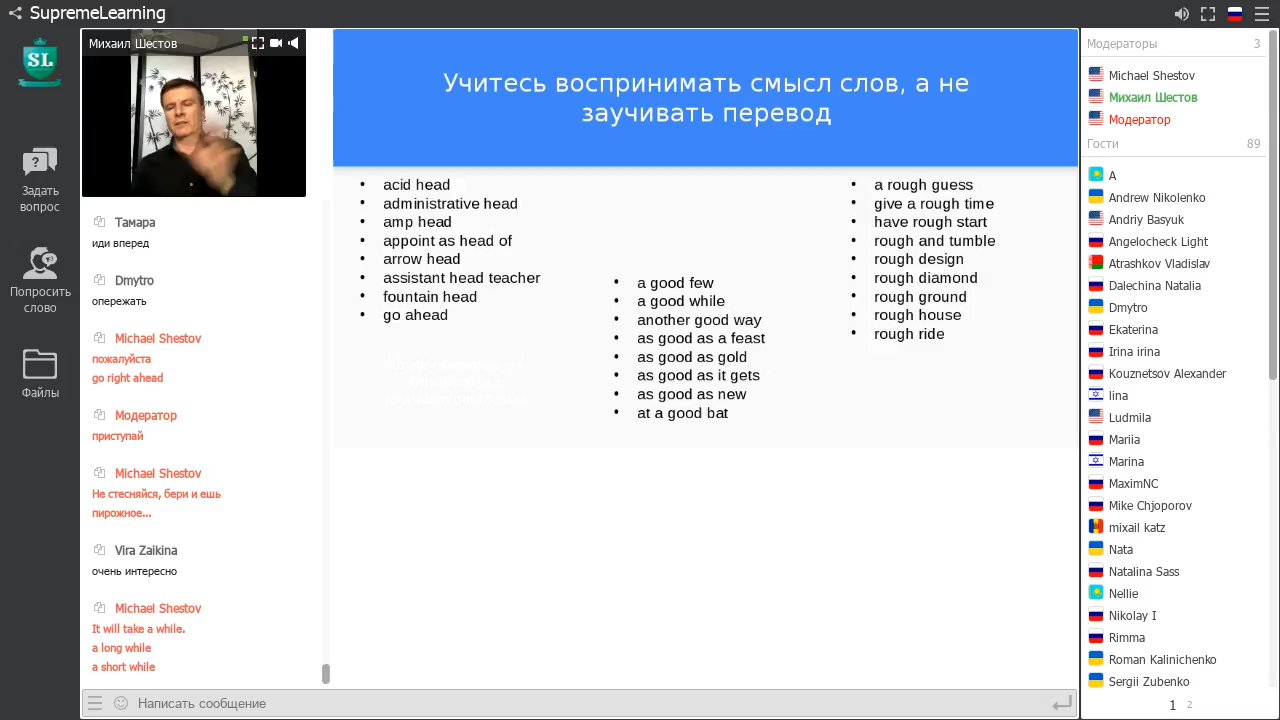 SupremeLearning
Михаил Шестов
SL
Задать
вопрос
Попросить
слово
Файлы
Тамара
иди вперед
Dmytro
опережать
Michael Shestov
пожалуйста
go right ahead
Модератор
приступай
Michael Shestov
Не стесняйся, бери и ешь
пирожное...
Vira Zaikina
очень интересно
Michael Shestov
It will take a while.
a long while
a short while
Написать сообщение
Учитесь воспринимать смысл слов, а не
заучивать перевод
• acid head
• administrative head
• amp head
• appoint as head of
• arrow head
• assistant head teacher
• fountain head
• go ahead
• a good few
• a good while
• another good way
• as good as a feast
• as good as gold
• as good as it gets
• as good as new
• at a good bat
• a rough guess
• give a rough time
• have rough start
• rough and tumble
• rough design
• rough diamond
• rough ground
• rough house
• rough ride
Модераторы 3
Michael Shestov
Михаил Шестов
Модератор
Гости 89
A
Andrew Nikolenko
Andriy Basyuk
Angelocheck Light
Atrashkov Vladislav
Dalechina Natalia
Dmytro
Ekaterina
Irina irina
Kouznetsov Alexander
lina
Ludmila
Mariia
Marina
MaximNC
Mike Chjoporov
mixail katz
Nata
Natalina Sass
Nellie
Nikolay I
Rimma
Roman Kalinichenko
Sergii Zubenko
1 2